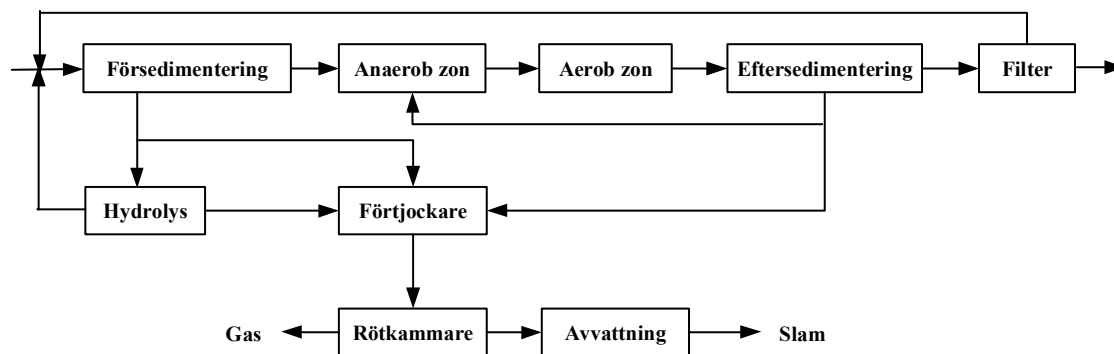 Försedimentering
Anaerob zon
Aerob zon
Eftersedimentering
Filter
Hydrolys
Förtjockare
Gas
Rötkammare
Avvattning
Slam